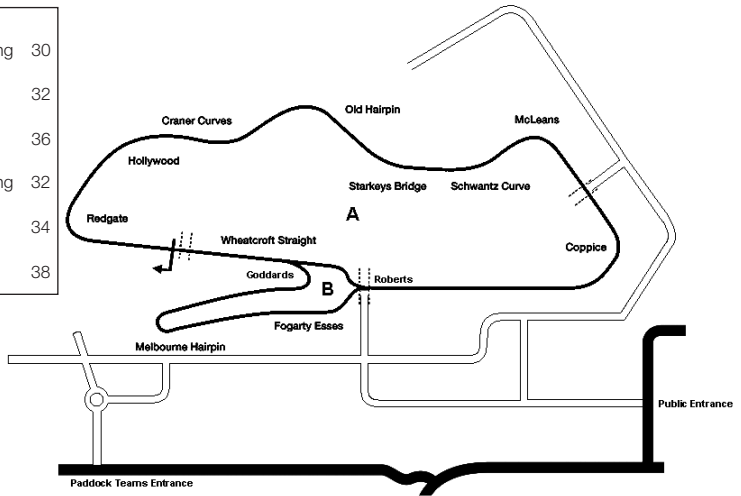 ng 30
32
36
ng 32
34
38
Old Hairpin
Craner Curves
McLeans
Hollywood
Starkeys Bridge
Schwantz Curve
A
Redgate
Wheatcroft Straight
Coppice
Goddards
Roberts
B
Fogarty Esses
Melbourne Hairpin
Public Entrance
Paddock Teams Entrance